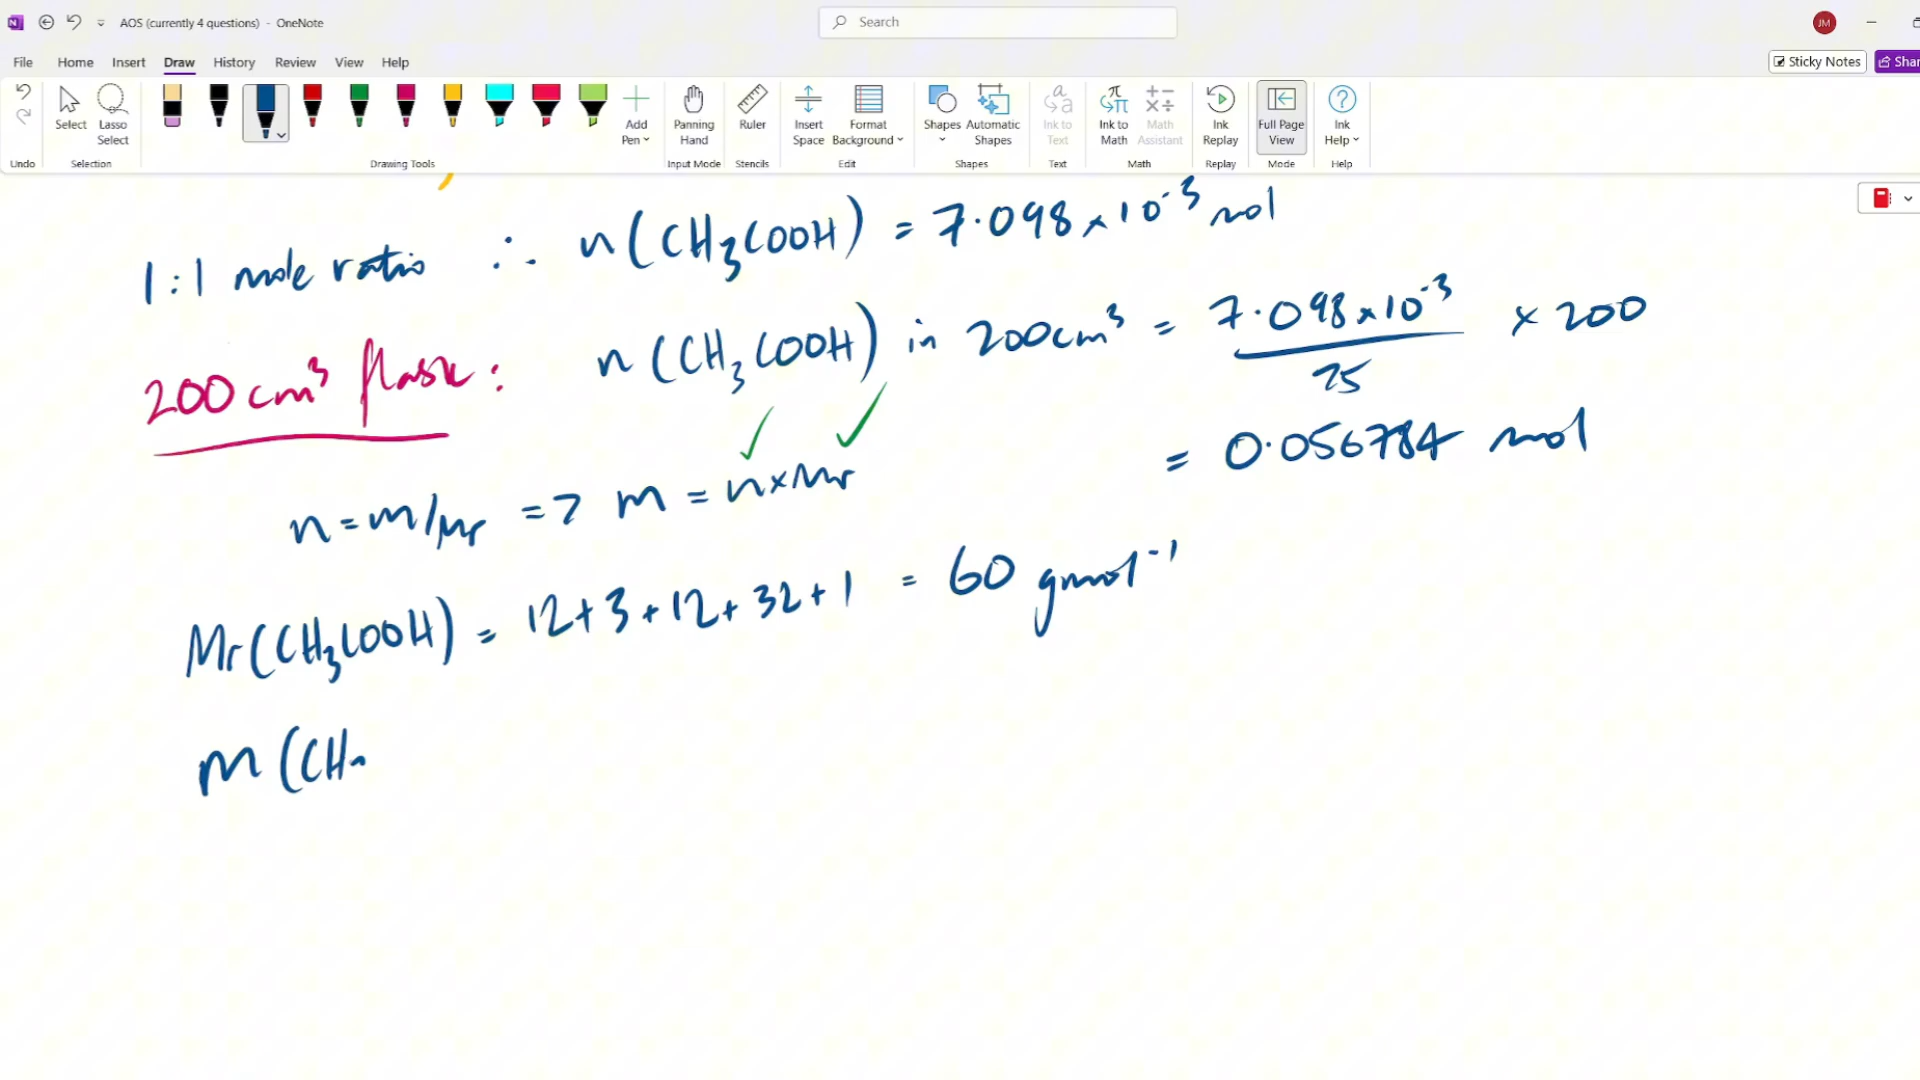 AOS (currently 4 questions) - OneNote
Search
JM
File Home Insert Draw History Review View Help
Sticky Notes
Shar
Select
Lasso Select
Add Pen
Panning Hand
Ruler
Insert Space
Format Background
Shapes
Automatic Shapes
Ink to Text
Ink to Math
Math Assistant
Ink Replay
Full Page View
Ink Help
Undo Selection Drawing Tools Input Mode Stencils Edit Shapes Text Math Replay Mode Help
1:1 mole ratio ∴ n(CH₃COOH) = 7.098×10⁻³ mol
200cm³ flask: n(CH₃COOH) in 200cm³ = 7.098×10⁻³ / 25 × 200
= 0.056784 mol
n=m/Mr => m = n×Mr
Mr(CH₃COOH) = 12+3+12+32+1 = 60 gmol⁻¹
m(CH